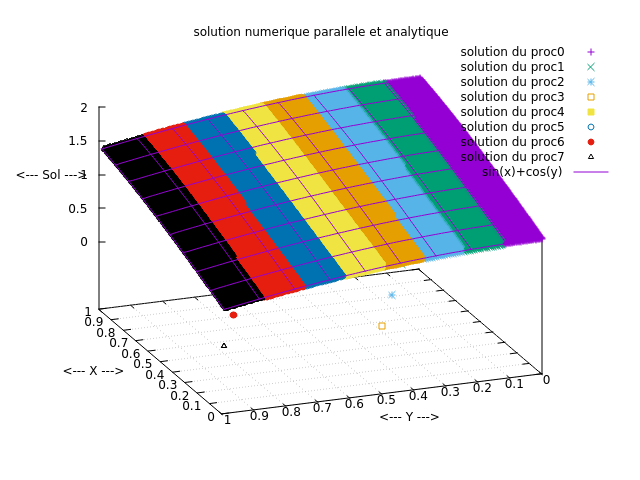 solution numerique parallele et analytique
solution du proc0
solution du proc1
solution du proc2
solution du proc3
solution du proc4
solution du proc5
solution du proc6
solution du proc7
sin(x)+cos(y)
2
1.5
<--- Sol --->
1
0.5
0
1
0.9
0.8
0.7
0.6
0.5
0.4
0.3
0.2
0.1
0
<--- X --->
1
0.9
0.8
0.7
0.6
0.5
0.4
0.3
0.2
0.1
0
<--- Y --->